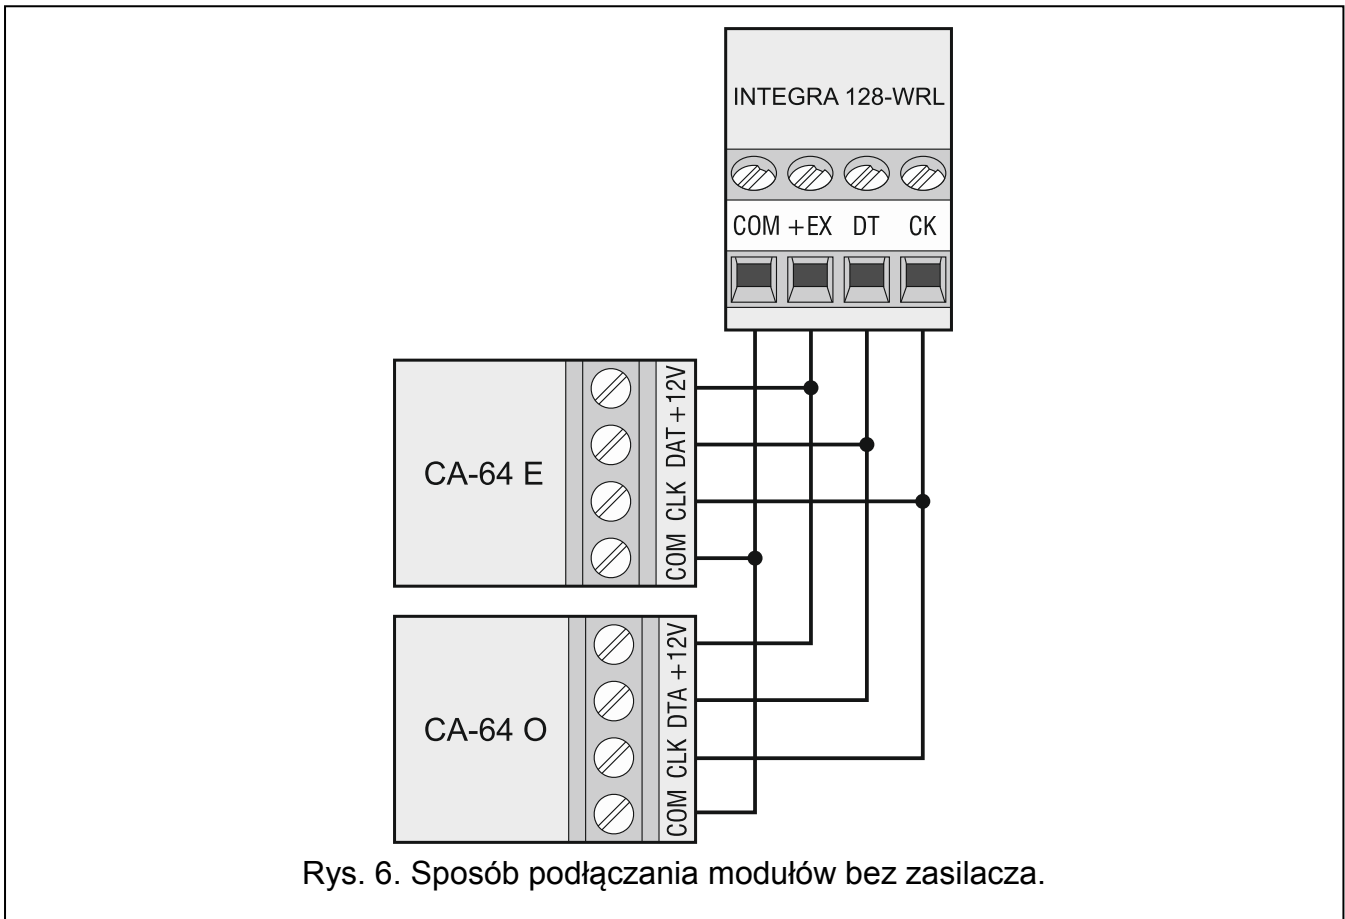 INTEGRA 128-WRL
COM +EX DT CK
CA-64 E
+12V
DAT
CLK
COM
CA-64 O
+12V
DTA
CLK
COM
Rys. 6. Sposób podłączania modułów bez zasilacza.